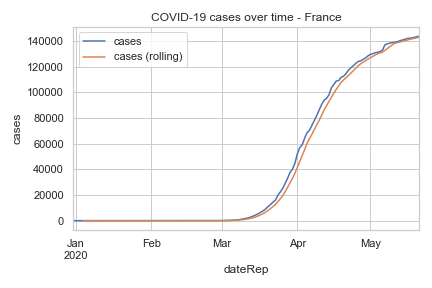 COVID-19 cases over time - France
cases
cases (rolling)
140000
120000
100000
80000
60000
40000
20000
0
cases
Jan Feb Mar Apr May
2020
dateRep